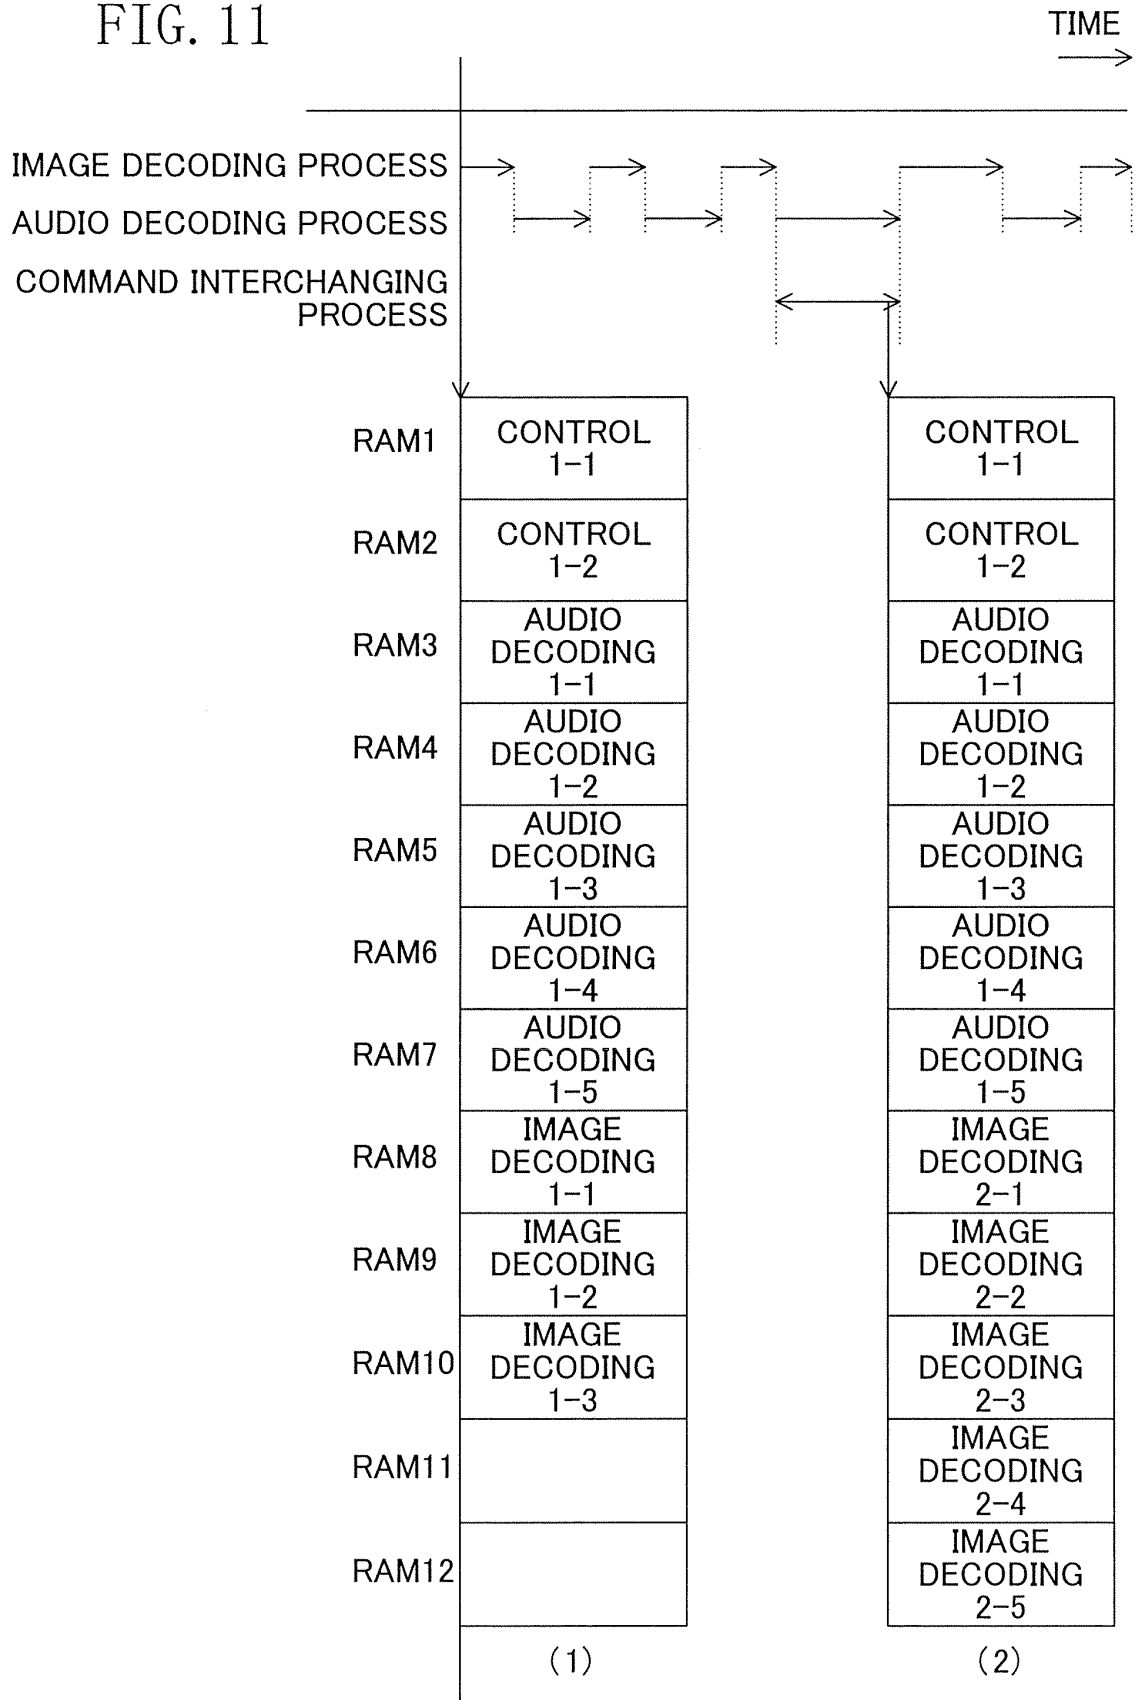 FIG. 11
TIME
IMAGE DECODING PROCESS
AUDIO DECODING PROCESS
COMMAND INTERCHANGING
PROCESS
RAM1
CONTROL
1-1
CONTROL
1-1
RAM2
CONTROL
1-2
CONTROL
1-2
RAM3
AUDIO
DECODING
1-1
AUDIO
DECODING
1-1
RAM4
AUDIO
DECODING
1-2
AUDIO
DECODING
1-2
RAM5
AUDIO
DECODING
1-3
AUDIO
DECODING
1-3
RAM6
AUDIO
DECODING
1-4
AUDIO
DECODING
1-4
RAM7
AUDIO
DECODING
1-5
AUDIO
DECODING
1-5
RAM8
IMAGE
DECODING
1-1
IMAGE
DECODING
2-1
RAM9
IMAGE
DECODING
1-2
IMAGE
DECODING
2-2
RAM10
IMAGE
DECODING
1-3
IMAGE
DECODING
2-3
RAM11
IMAGE
DECODING
2-4
RAM12
IMAGE
DECODING
2-5
(1)
(2)